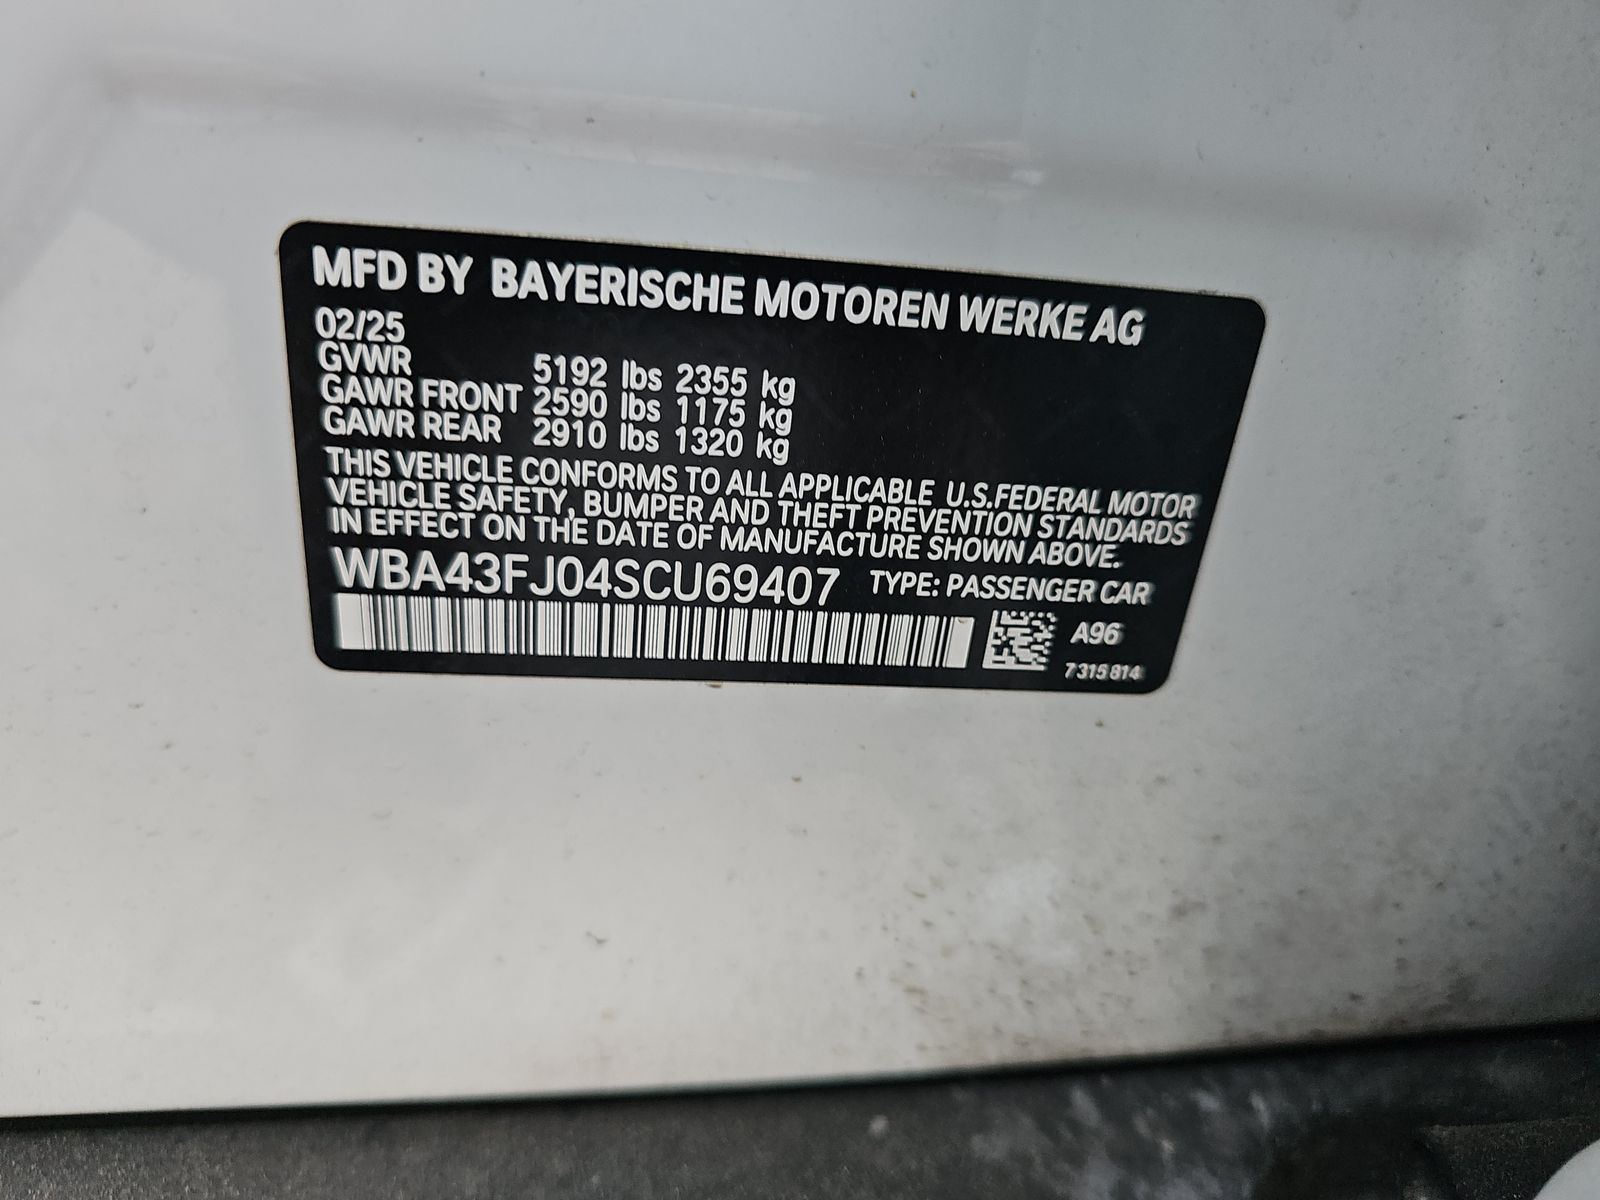 MFD BY BAYERISCHE MOTOREN WERKE AG
02/25
GVWR 5192 lbs 2355 kg
GAWR FRONT 2590 lbs 1175 kg
GAWR REAR 2910 lbs 1320 kg
THIS VEHICLE CONFORMS TO ALL APPLICABLE U.S.FEDERAL MOTOR
VEHICLE SAFETY, BUMPER AND THEFT PREVENTION STANDARDS
IN EFFECT ON THE DATE OF MANUFACTURE SHOWN ABOVE.
WBA43FJ04SCU69407 TYPE: PASSENGER CAR
A96
7315814